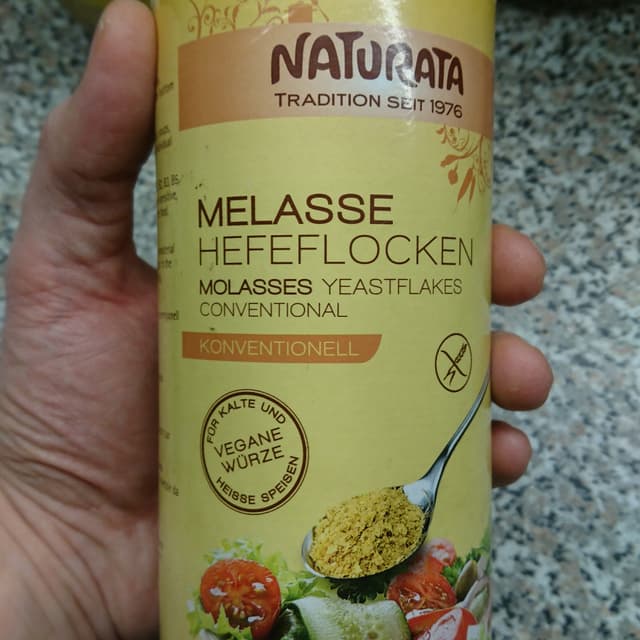 NATURATA
TRADITION SEIT 1976
MELASSE
HEFEFLOCKEN
MOLASSES YEASTFLAKES
CONVENTIONAL
KONVENTIONELL
FÜR KALTE UND
VEGANE
WÜRZE
HEISSE SPEISEN